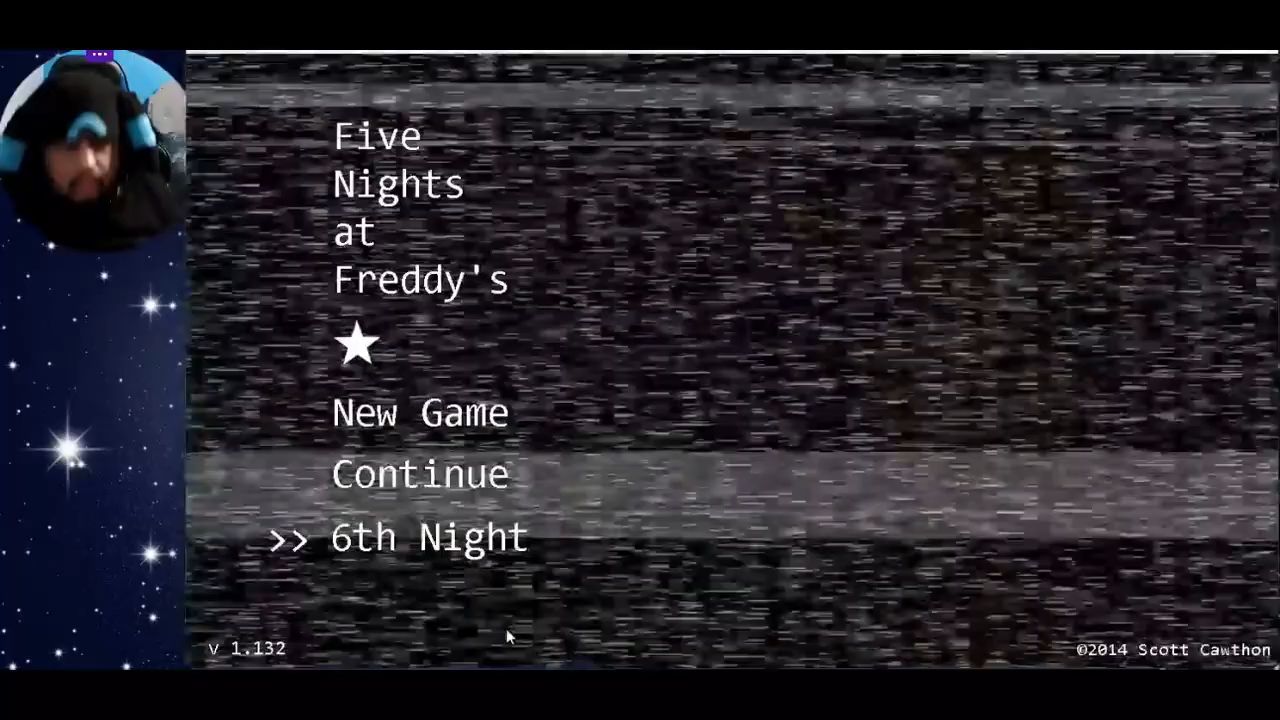 Five
Nights
at
Freddy's
New Game
Continue
>> 6th Night
v 1.132
©2014 Scott Cawthon